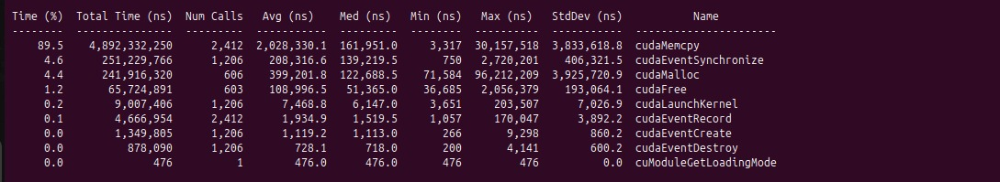 Time (%)  Total Time (ns)  Num Calls   Avg (ns)    Med (ns)   Min (ns)   Max (ns)   StdDev (ns)           Name
--------  ---------------  ---------  -----------  ---------  --------  ----------  -----------  ---------------------
89.5    4,892,332,250      2,412  2,028,330.1  161,951.0     3,317  30,157,518  3,833,618.8  cudaMemcpy
4.6      251,229,766      1,206    208,316.6  139,219.5       750   2,720,201    406,321.5  cudaEventSynchronize
4.4      241,916,320        606    399,201.8  122,688.5    71,584  96,212,209  3,925,720.9  cudaMalloc
1.2       65,724,891        603    108,996.5   51,365.0    36,685   2,056,379    193,064.1  cudaFree
0.2        9,007,406      1,206      7,468.8    6,147.0     3,651     203,507      7,026.9  cudaLaunchKernel
0.1        4,666,954      2,412      1,934.9    1,519.5     1,057     170,047      3,892.2  cudaEventRecord
0.0        1,349,805      1,206      1,119.2    1,113.0       266       9,298        860.2  cudaEventCreate
0.0          878,090      1,206        728.1      718.0       200       4,141        600.2  cudaEventDestroy
0.0              476          1        476.0      476.0       476         476          0.0  cuModuleGetLoadingMode